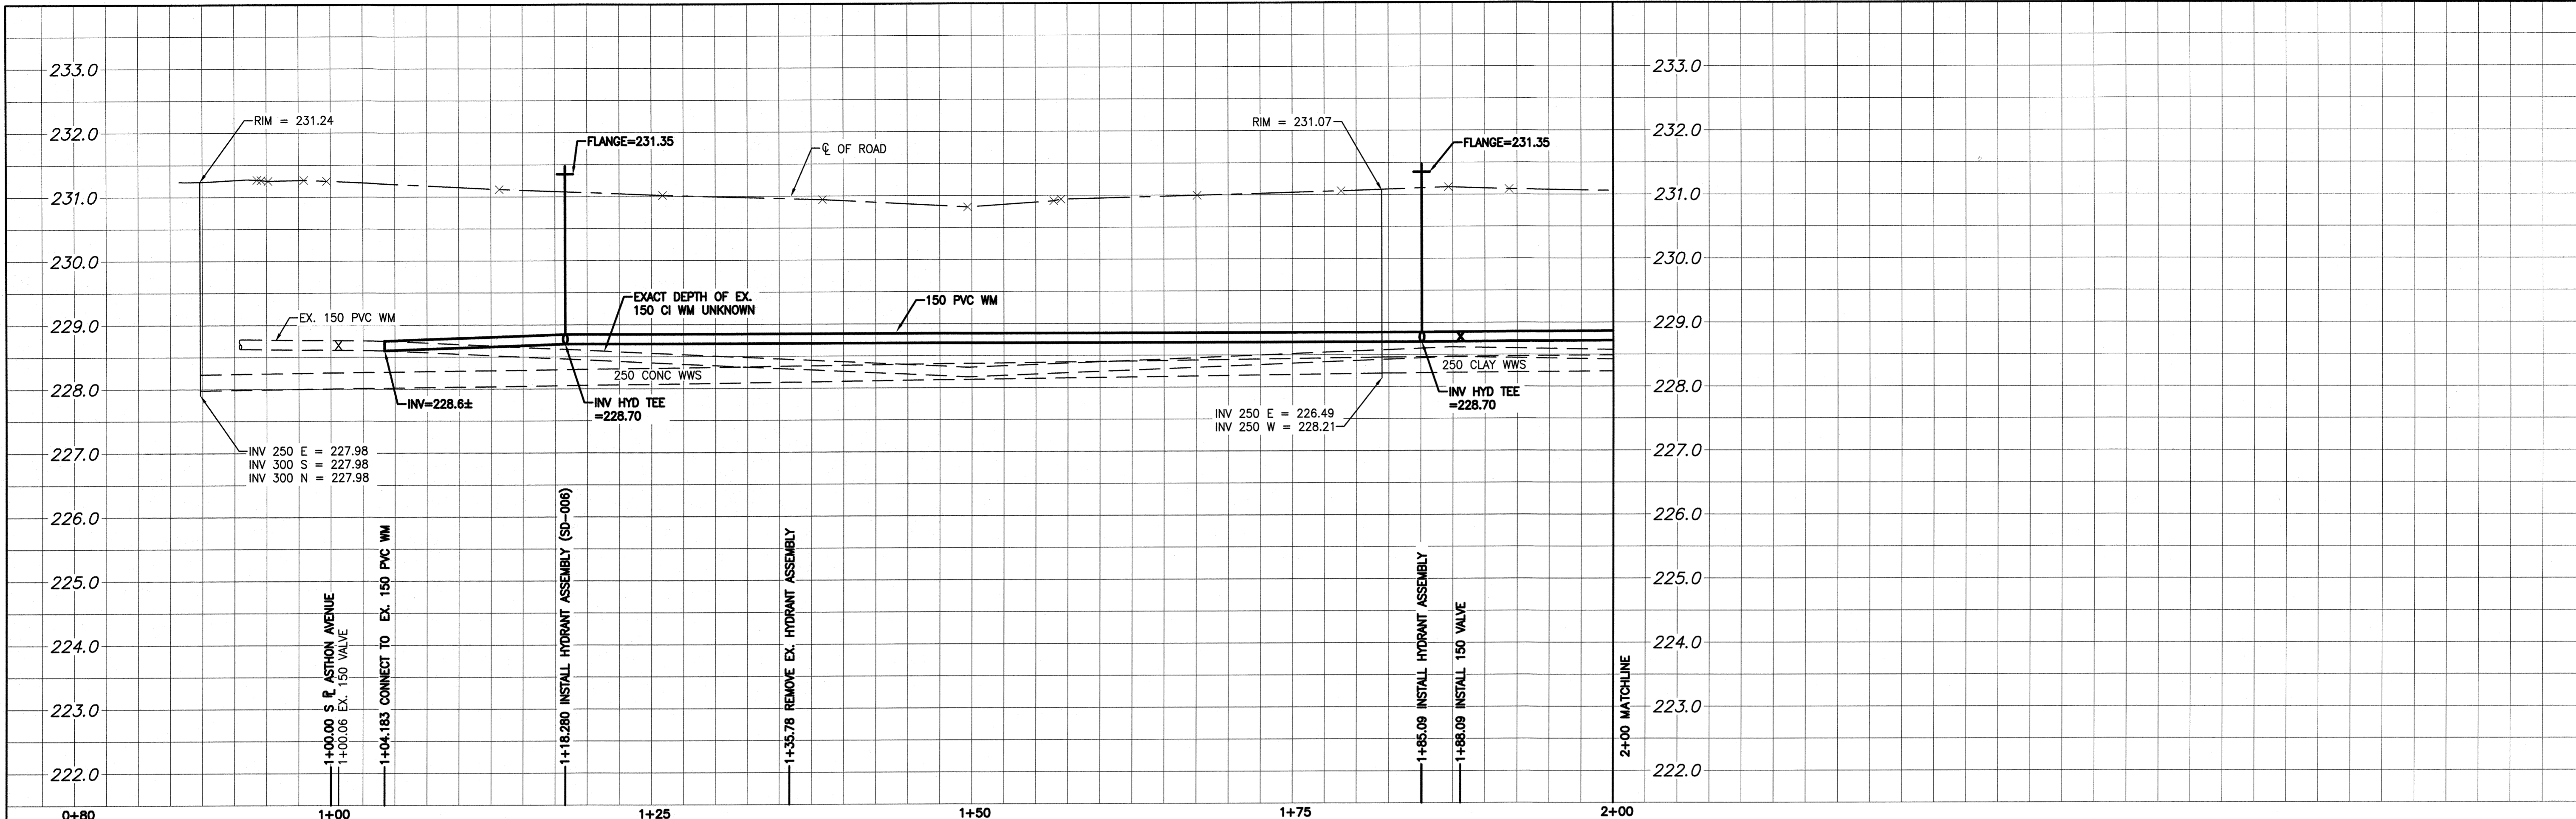 233.0
232.0
231.0
230.0
229.0
228.0
227.0
226.0
225.0
224.0
223.0
222.0
RIM = 231.24
FLANGE=231.35
℄ OF ROAD
RIM = 231.07
FLANGE=231.35
EX. 150 PVC WM
EXACT DEPTH OF EX.
150 CI WM UNKNOWN
150 PVC WM
250 CONC WWS
250 CLAY WWS
INV=228.6±
INV HYD TEE
=228.70
INV HYD TEE
=228.70
INV 250 E = 226.49
INV 250 W = 228.21
INV 250 E = 227.98
INV 300 S = 227.98
INV 300 N = 227.98
1+00.00 S ⅊ ASTHON AVENUE
1+00.06 EX. 150 VALVE
1+04.183 CONNECT TO EX. 150 PVC WM
1+18.280 INSTALL HYDRANT ASSEMBLY (SD-006)
1+35.78 REMOVE EX. HYDRANT ASSEMBLY
1+85.09 INSTALL HYDRANT ASSEMBLY
1+88.09 INSTALL 150 VALVE
2+00 MATCHLINE
233.0
232.0
231.0
230.0
229.0
228.0
227.0
226.0
225.0
224.0
223.0
222.0
0+80
1+00
1+25
1+50
1+75
2+00